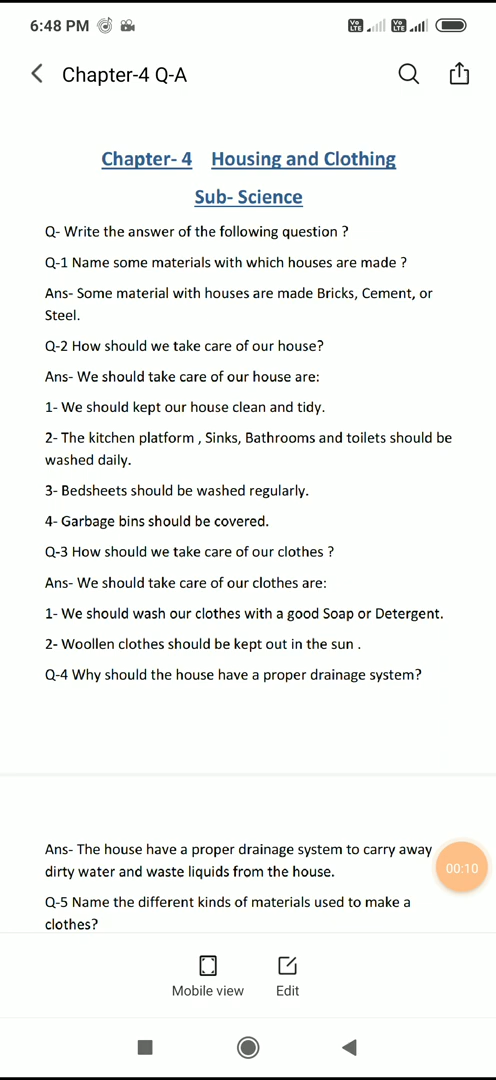 6:48 PM
Vo LTE Vo LTE
Chapter-4 Q-A
Chapter- 4 Housing and Clothing
Sub- Science
Q- Write the answer of the following question ?
Q-1 Name some materials with which houses are made ?
Ans- Some material with houses are made Bricks, Cement, or
Steel.
Q-2 How should we take care of our house?
Ans- We should take care of our house are:
1- We should kept our house clean and tidy.
2- The kitchen platform , Sinks, Bathrooms and toilets should be
washed daily.
3- Bedsheets should be washed regularly.
4- Garbage bins should be covered.
Q-3 How should we take care of our clothes ?
Ans- We should take care of our clothes are:
1- We should wash our clothes with a good Soap or Detergent.
2- Woollen clothes should be kept out in the sun .
Q-4 Why should the house have a proper drainage system?
Ans- The house have a proper drainage system to carry away
dirty water and waste liquids from the house.
00:10
Q-5 Name the different kinds of materials used to make a
clothes?
Mobile view Edit